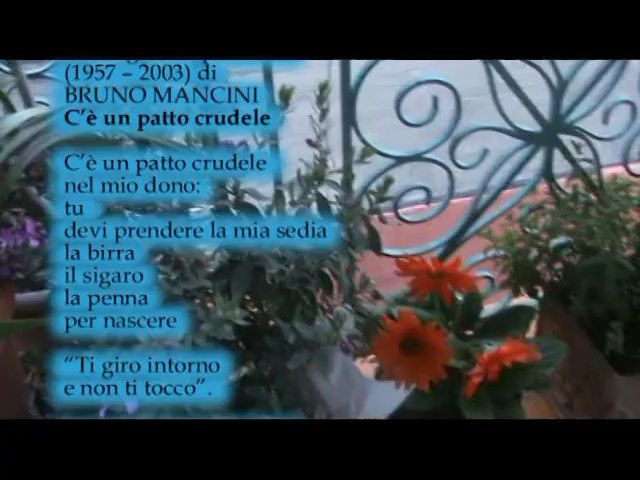 (1957 – 2003) di
BRUNO MANCINI
C'è un patto crudele
C'è un patto crudele
nel mio dono:
tu
devi prendere la mia sedia
la birra
il sigaro
la penna
per nascere
“Ti giro intorno
e non ti tocco”.